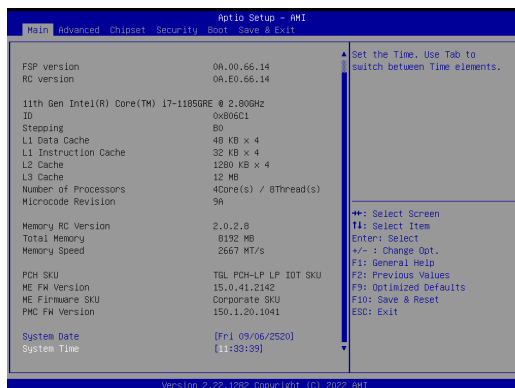 Aptio Setup – AMI
Main Advanced Chipset Security Boot Save & Exit
FSP version 0A.00.66.14
RC version 0A.E0.66.14
11th Gen Intel(R) Core(TM) i7-1185GRE @ 2.80GHz
ID 0x806C1
Stepping B0
L1 Data Cache 48 KB x 4
L1 Instruction Cache 32 KB x 4
L2 Cache 1280 KB x 4
L3 Cache 12 MB
Number of Processors 4Core(s) / 8Thread(s)
Microcode Revision 9A
Memory RC Version 2.0.2.8
Total Memory 8192 MB
Memory Speed 2667 MT/s
PCH SKU TGL PCH-LP LP IOT SKU
ME FW Version 15.0.41.2142
ME Firmware SKU Corporate SKU
PMC FW Version 150.1.20.1041
System Date [Fri 09/06/2520]
System Time [11:33:39]
Set the Time. Use Tab to
switch between Time elements.
→←: Select Screen
↑↓: Select Item
Enter: Select
+/- : Change Opt.
F1: General Help
F2: Previous Values
F9: Optimized Defaults
F10: Save & Reset
ESC: Exit
Version 2.22.1282 Copyright (C) 2022 AMI